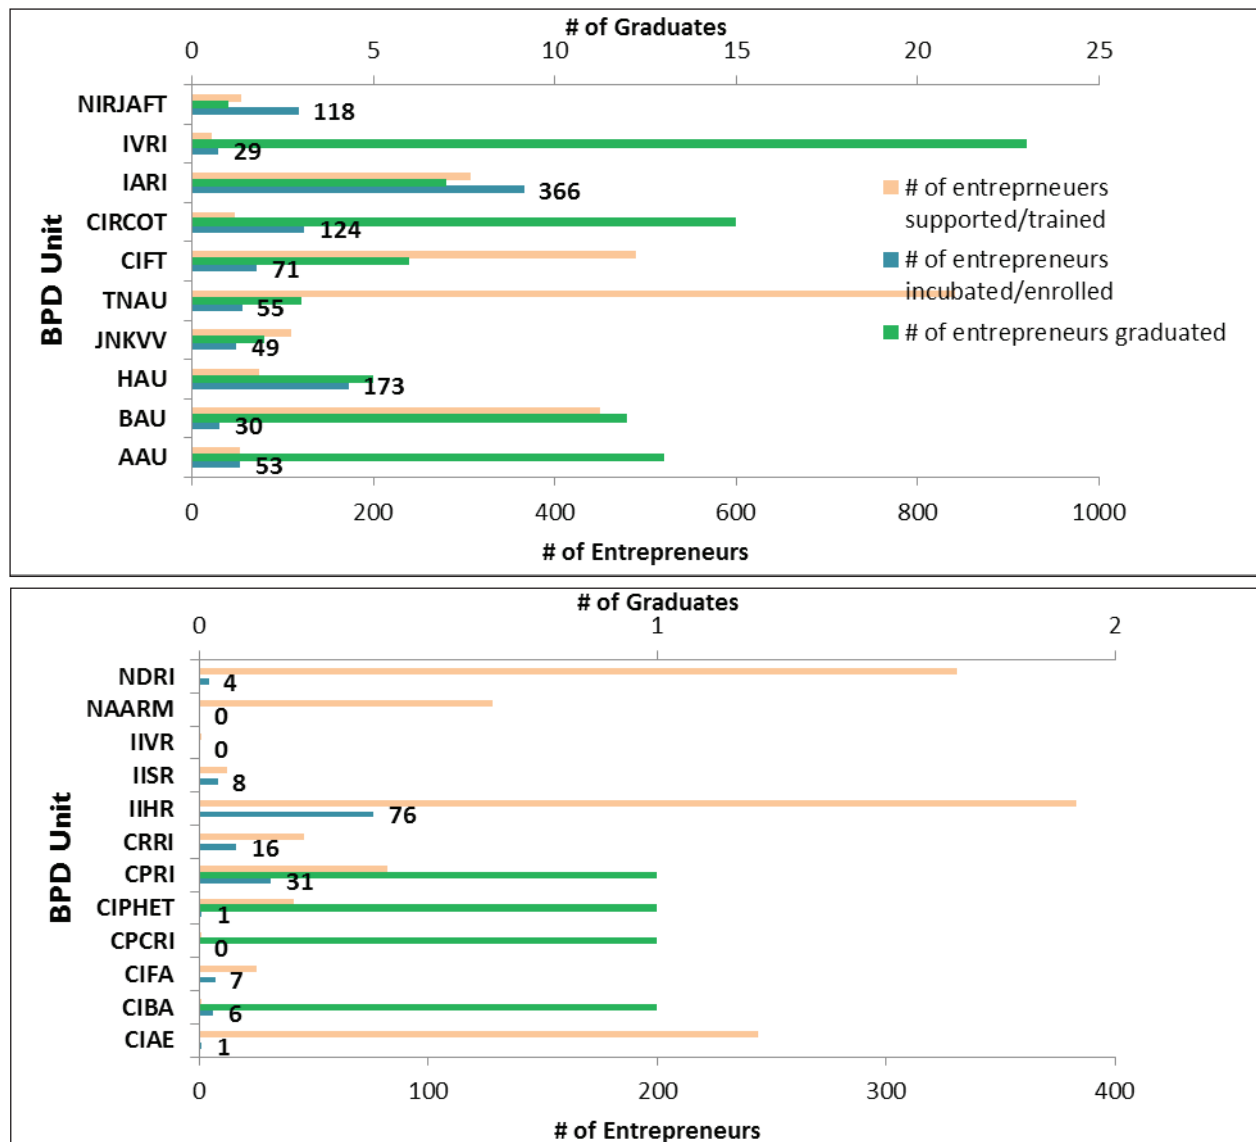 # of Graduates
0 5 10 15 20 25
NIRJAFT 118
IVRI 29
IARI 366
CIRCOT 124
CIFT 71
TNAU 55
JNKVV 49
HAU 173
BAU 30
AAU 53
BPD Unit
# of entreprneuers
supported/trained
# of entrepreneurs
incubated/enrolled
# of entrepreneurs graduated
0 200 400 600 800 1000
# of Entrepreneurs
# of Graduates
0 1 2
NDRI 4
NAARM 0
IIVR 0
IISR 8
IIHR 76
CRRI 16
CPRI 31
CIPHET 1
CPCRI 0
CIFA 7
CIBA 6
CIAE 1
BPD Unit
0 100 200 300 400
# of Entrepreneurs